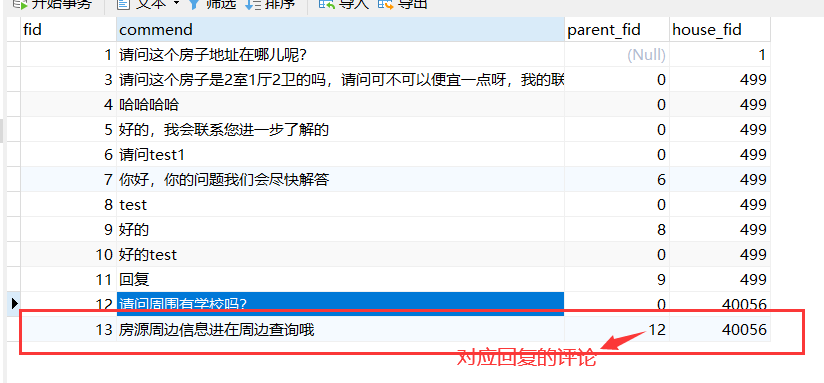 开始事务 文本 筛选 排序 导入 导出
fid commend parent_fid house_fid
1 请问这个房子地址在哪儿呢? (Null) 1
3 请问这个房子是2室1厅2卫的吗，请问可不可以便宜一点呀，我的联 0 499
4 哈哈哈哈 0 499
5 好的，我会联系您进一步了解的 0 499
6 请问test1 0 499
7 你好，你的问题我们会尽快解答 6 499
8 test 0 499
9 好的 8 499
10 好的test 0 499
11 回复 9 499
12 请问周围有学校吗? 0 40056
13 房源周边信息进在周边查询哦 12 40056
对应回复的评论